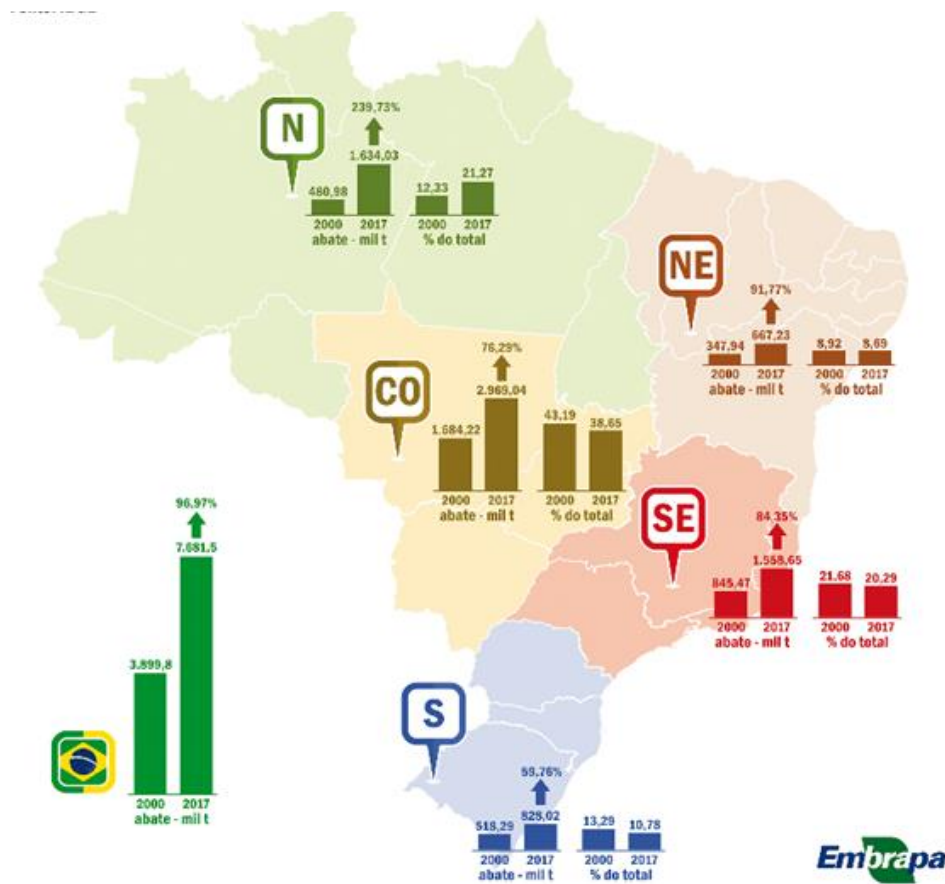 N
239,73%
1.634,03
480,98
2000 2017
abate - mil t
12,33 21,27
2000 2017
% do total
NE
91,77%
347,94 667,23
2000 2017
abate - mil t
8,92 8,69
2000 2017
% do total
CO
76,29%
2.969,04
1.684,22
2000 2017
abate - mil t
43,19 38,65
2000 2017
% do total
SE
84,35%
1.558,65
845,47
2000 2017
abate - mil t
21,68 20,29
2000 2017
% do total
96,97%
7.681,5
3.899,8
2000 2017
abate - mil t
S
59,76%
518,29 828,02
2000 2017
abate - mil t
13,29 10,78
2000 2017
% do total
Embrapa